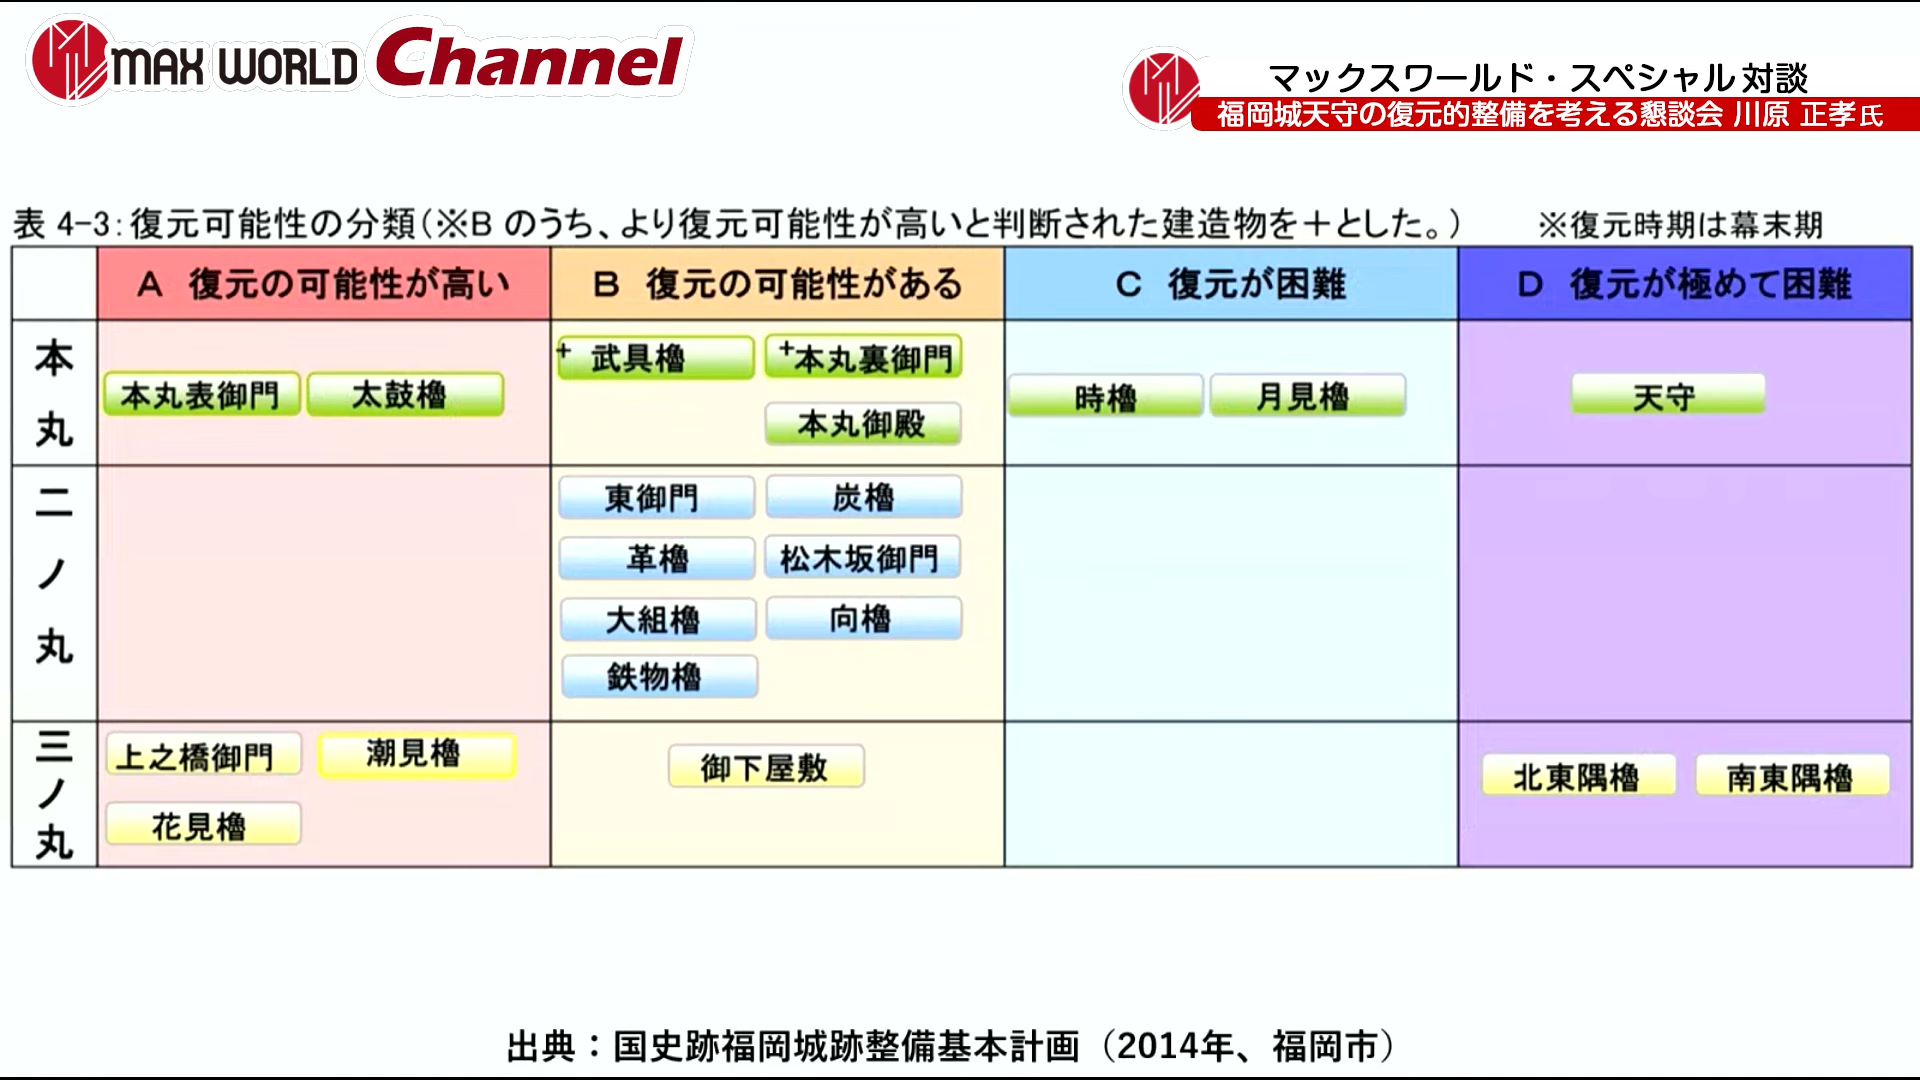 MAX WORLD Channel
マックスワールド・スペシャル対談
福岡城天守の復元的整備を考える懇談会 川原 正孝氏
表 4-3：復元可能性の分類（※B のうち、より復元可能性が高いと判断された建造物を＋とした。） ※復元時期は幕末期
A 復元の可能性が高い B 復元の可能性がある C 復元が困難 D 復元が極めて困難
本丸
本丸表御門 太鼓櫓
+ 武具櫓 +本丸裏御門
本丸御殿
時櫓 月見櫓
天守
二ノ丸
東御門 炭櫓
革櫓 松木坂御門
大組櫓 向櫓
鉄物櫓
三ノ丸
上之橋御門 潮見櫓
花見櫓
御下屋敷
北東隅櫓 南東隅櫓
出典：国史跡福岡城跡整備基本計画（2014年、福岡市）